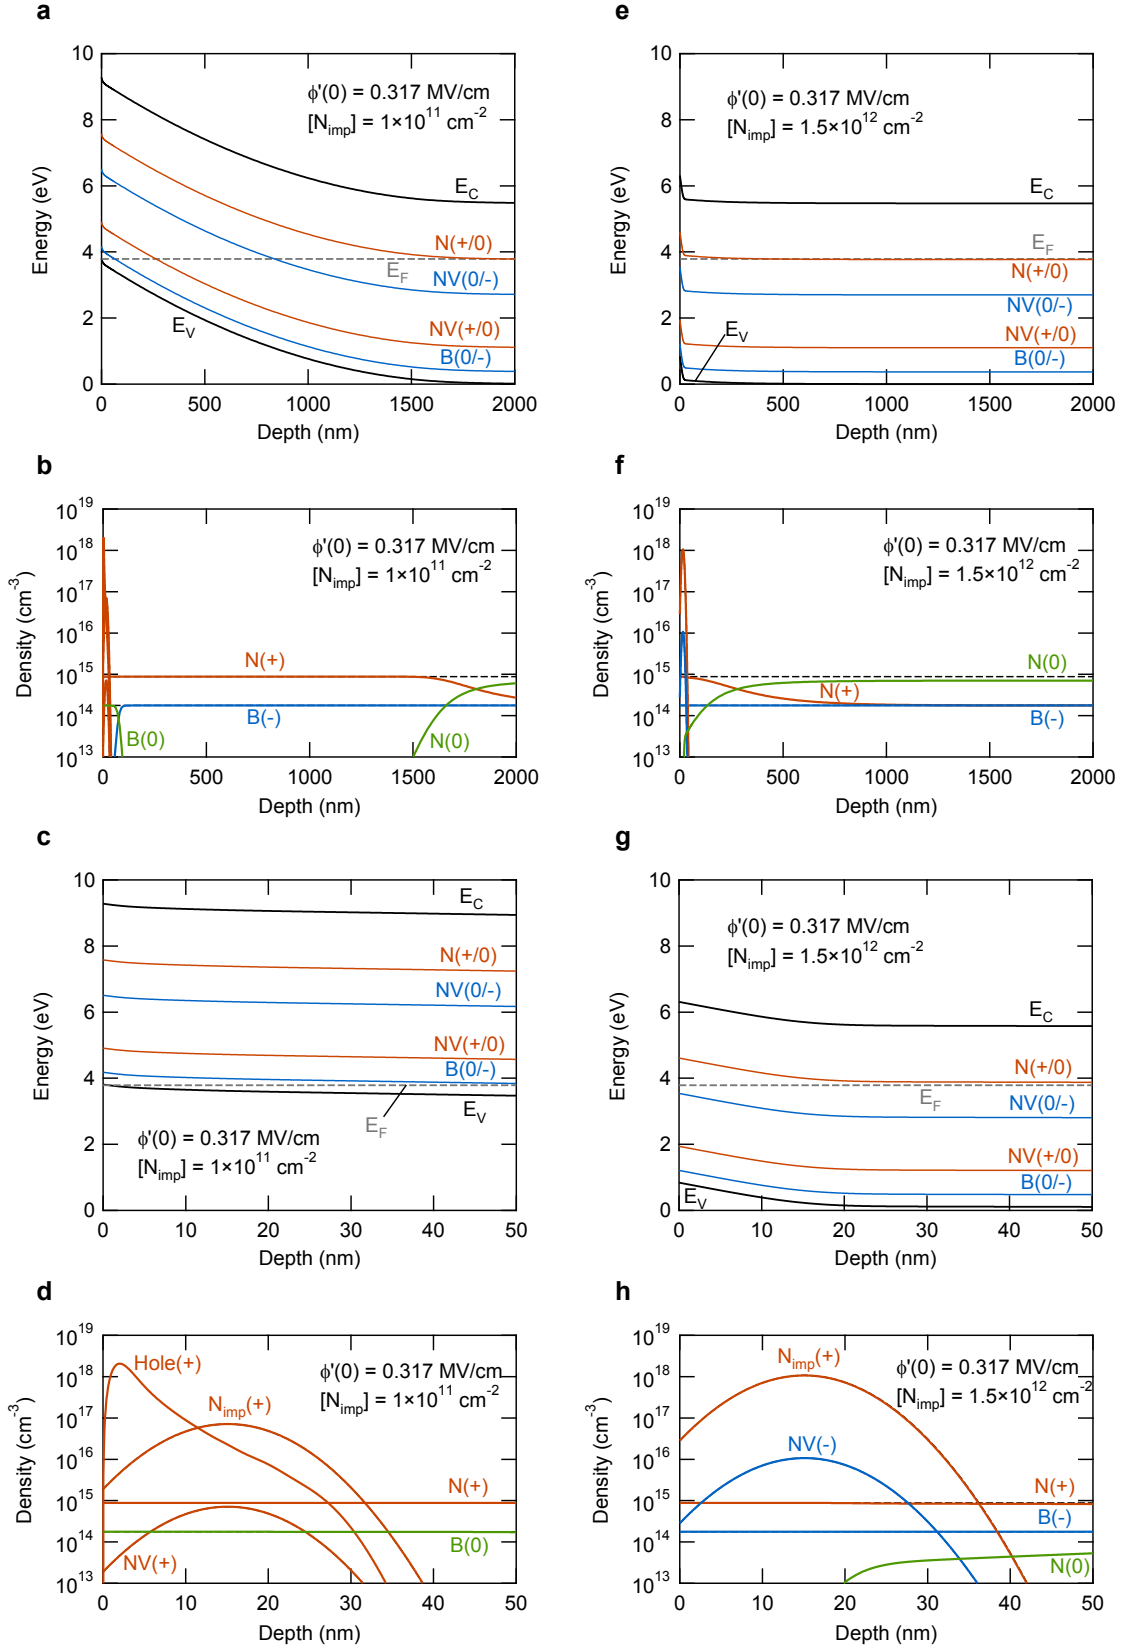 a
10
8
6
4
2
0
Energy (eV)
0 500 1000 1500 2000
Depth (nm)
ϕ'(0) = 0.317 MV/cm
[N_imp] = 1×10^11 cm^-2
E_C
N(+/0)
E_F
NV(0/-)
NV(+/0)
E_V
B(0/-)
e
10
8
6
4
2
0
Energy (eV)
0 500 1000 1500 2000
Depth (nm)
ϕ'(0) = 0.317 MV/cm
[N_imp] = 1.5×10^12 cm^-2
E_C
E_F
N(+/0)
NV(0/-)
E_V
NV(+/0)
B(0/-)
b
10^19
10^18
10^17
10^16
10^15
10^14
10^13
Density (cm^-3)
0 500 1000 1500 2000
Depth (nm)
ϕ'(0) = 0.317 MV/cm
[N_imp] = 1×10^11 cm^-2
N(+)
B(-)
B(0)
N(0)
f
10^19
10^18
10^17
10^16
10^15
10^14
10^13
Density (cm^-3)
0 500 1000 1500 2000
Depth (nm)
ϕ'(0) = 0.317 MV/cm
[N_imp] = 1.5×10^12 cm^-2
N(0)
N(+)
B(-)
c
10
8
6
4
2
0
Energy (eV)
0 10 20 30 40 50
Depth (nm)
E_C
N(+/0)
NV(0/-)
NV(+/0)
B(0/-)
E_V
E_F
ϕ'(0) = 0.317 MV/cm
[N_imp] = 1×10^11 cm^-2
g
10
8
6
4
2
0
Energy (eV)
0 10 20 30 40 50
Depth (nm)
ϕ'(0) = 0.317 MV/cm
[N_imp] = 1.5×10^12 cm^-2
E_C
N(+/0)
E_F
NV(0/-)
NV(+/0)
B(0/-)
E_V
d
10^19
10^18
10^17
10^16
10^15
10^14
10^13
Density (cm^-3)
0 10 20 30 40 50
Depth (nm)
Hole(+)
ϕ'(0) = 0.317 MV/cm
[N_imp] = 1×10^11 cm^-2
N_imp(+)
N(+)
B(0)
NV(+)
h
10^19
10^18
10^17
10^16
10^15
10^14
10^13
Density (cm^-3)
0 10 20 30 40 50
Depth (nm)
N_imp(+)
ϕ'(0) = 0.317 MV/cm
[N_imp] = 1.5×10^12 cm^-2
NV(-)
N(+)
B(-)
N(0)